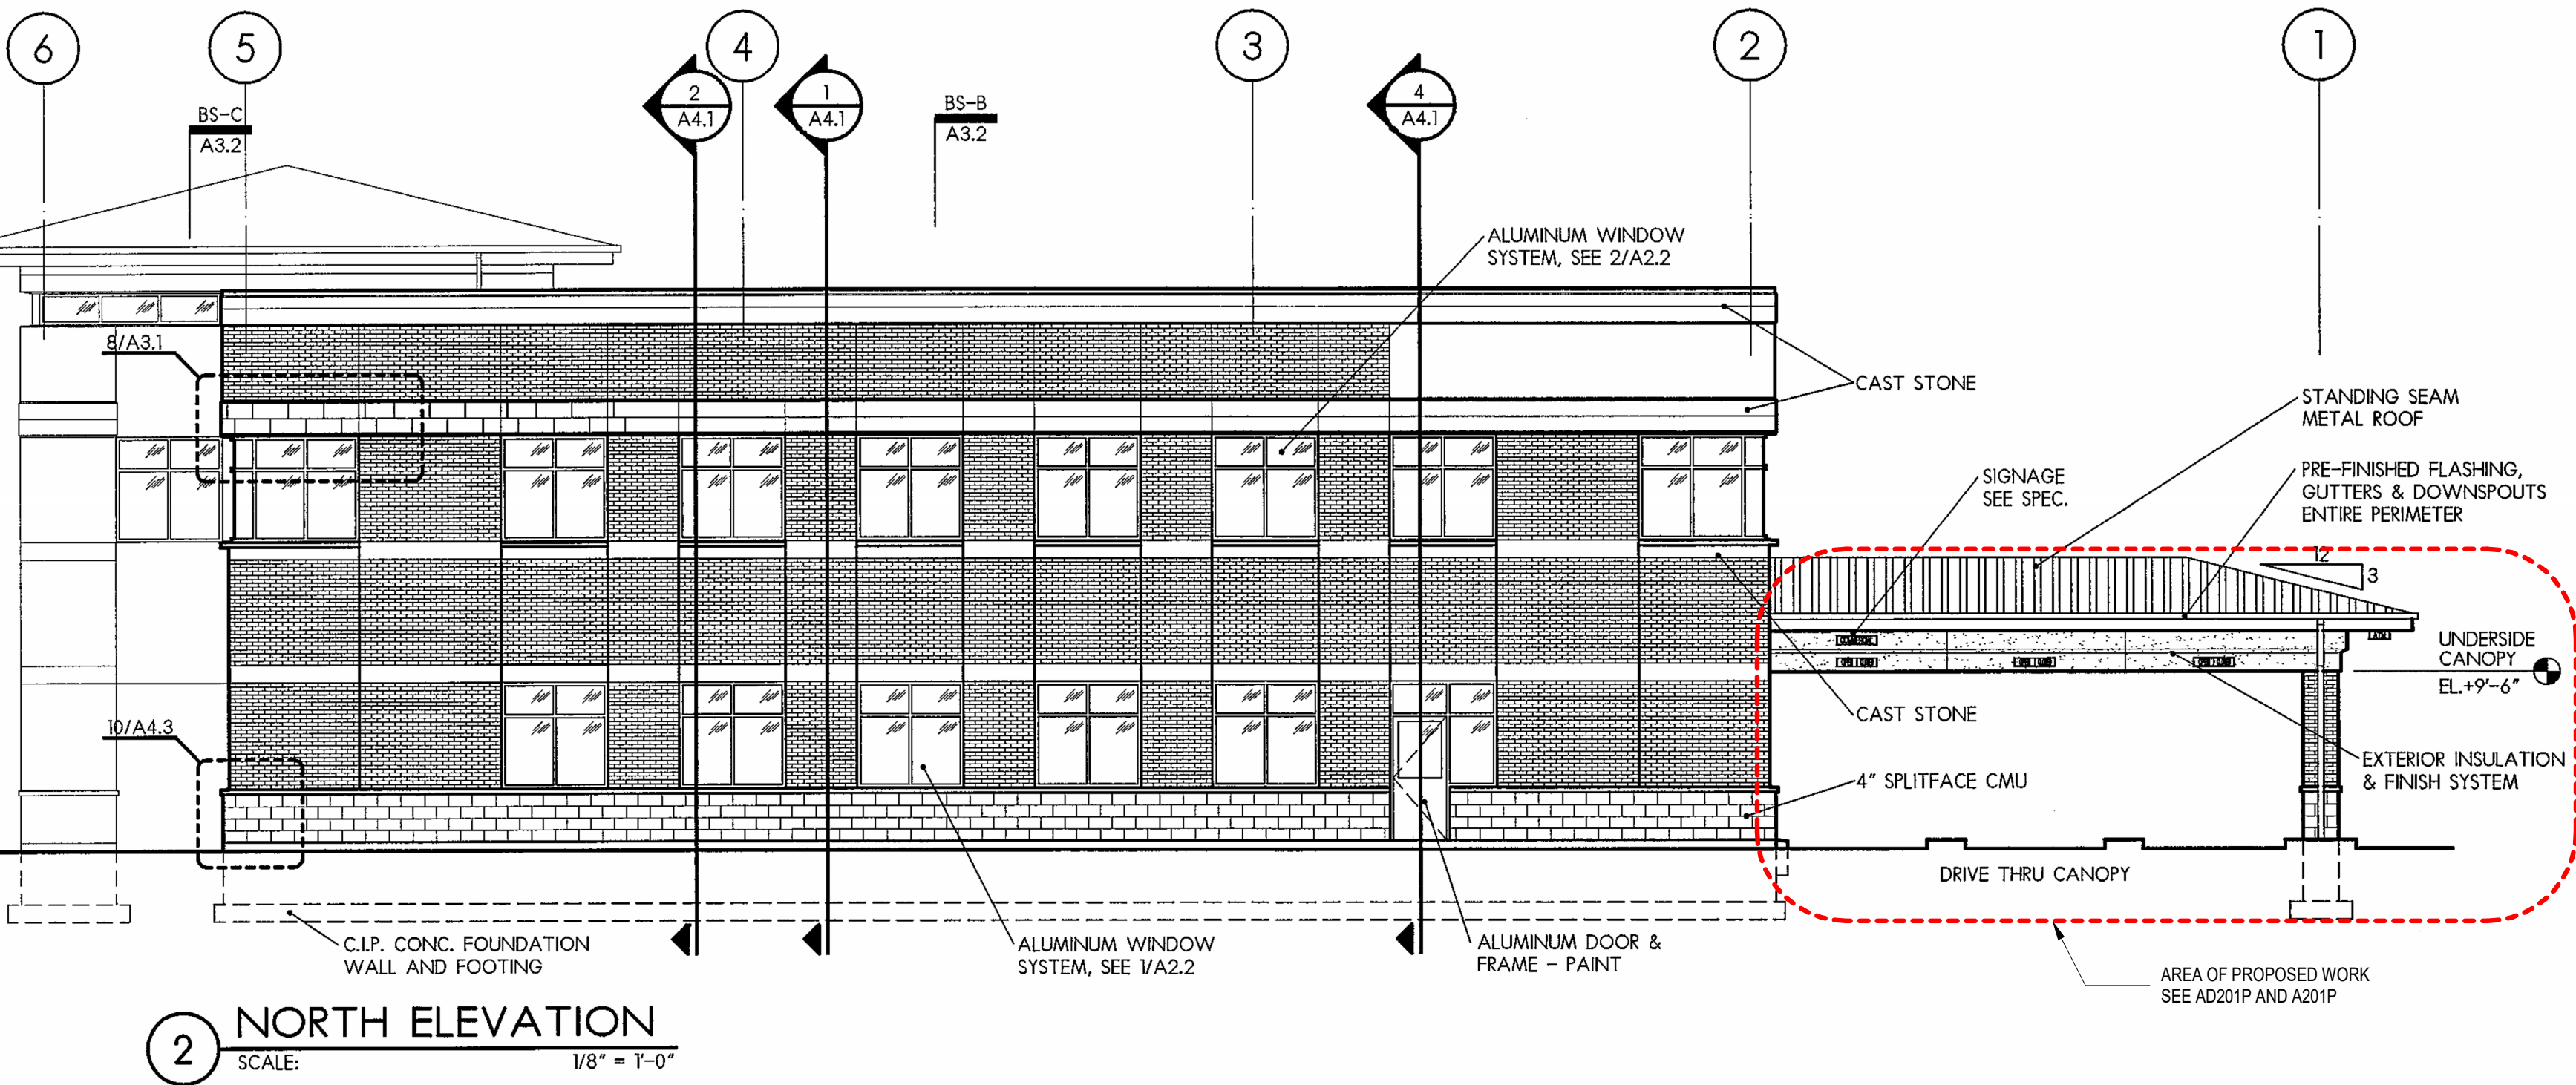 6
5
4
3
2
1
BS-C
A3.2
2
A4.1
1
A4.1
BS-B
A3.2
4
A4.1
ALUMINUM WINDOW
SYSTEM, SEE 2/A2.2
8/A3.1
CAST STONE
STANDING SEAM
METAL ROOF
SIGNAGE
SEE SPEC.
PRE-FINISHED FLASHING,
GUTTERS & DOWNSPOUTS
ENTIRE PERIMETER
12
3
ATM
UNDERSIDE
CANOPY
EL.+9'-6"
10/A4.3
CAST STONE
EXTERIOR INSULATION
& FINISH SYSTEM
4" SPLITFACE CMU
DRIVE THRU CANOPY
C.I.P. CONC. FOUNDATION
WALL AND FOOTING
ALUMINUM WINDOW
SYSTEM, SEE 1/A2.2
ALUMINUM DOOR &
FRAME - PAINT
AREA OF PROPOSED WORK
SEE AD201P AND A201P
2
NORTH ELEVATION
SCALE: 1/8" = 1'-0"